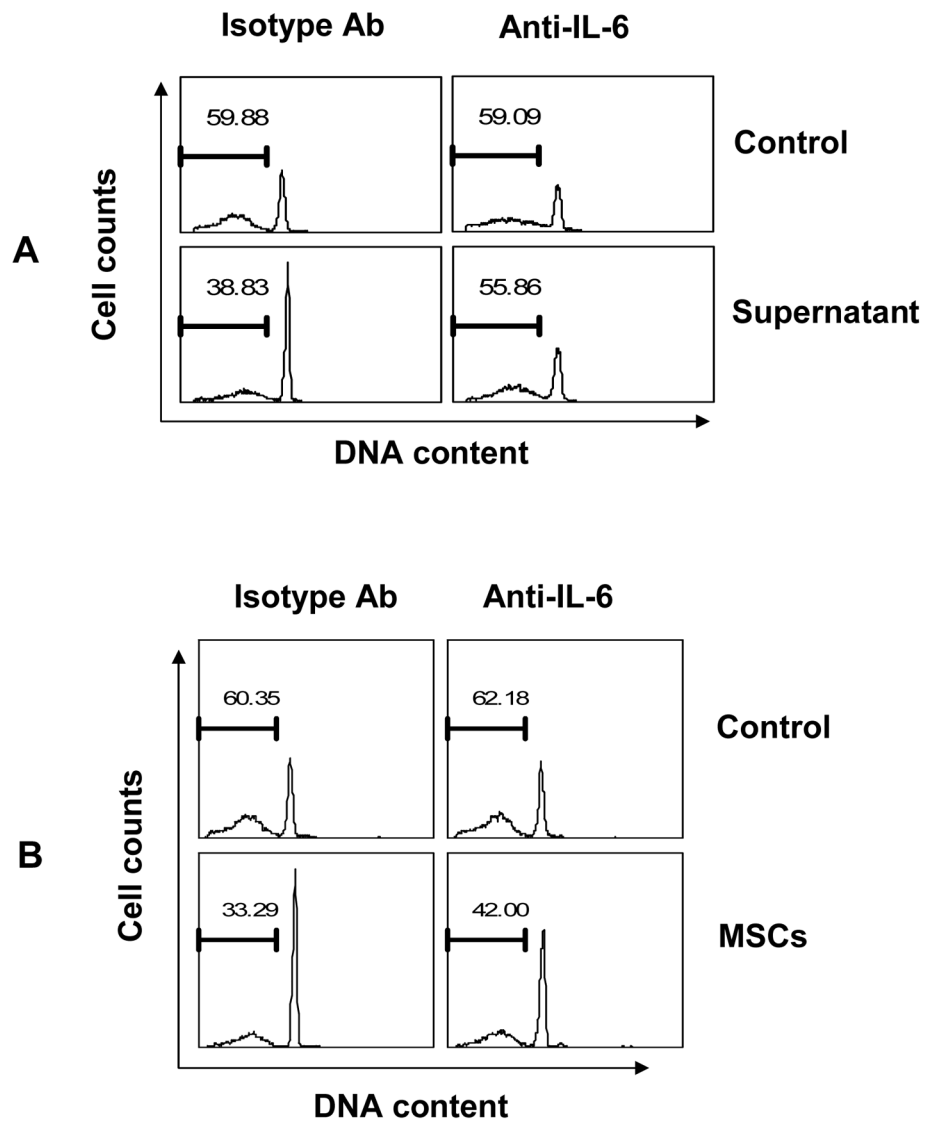 Isotype Ab Anti-IL-6
59.88 59.09 Control
A
Cell counts
38.83 55.86 Supernatant
DNA content
Isotype Ab Anti-IL-6
60.35 62.18 Control
B
Cell counts
33.29 42.00 MSCs
DNA content